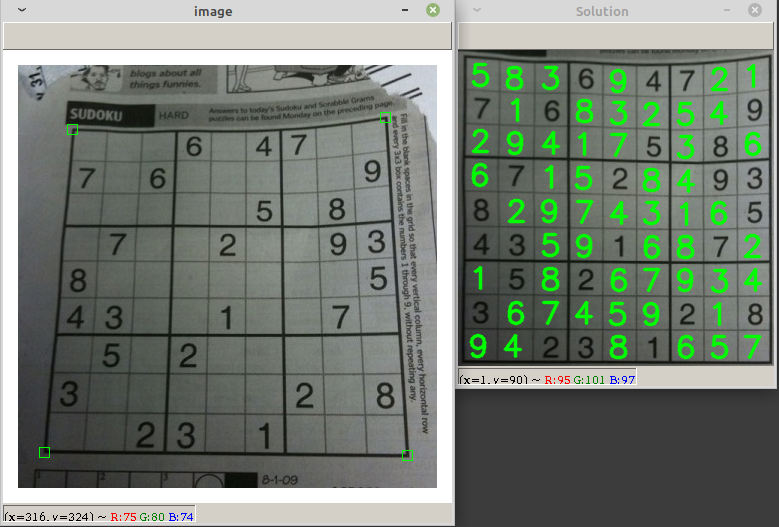 image
Solution
31,
blogs about all
things funnies.
SUDOKU HARD
Answers to today's Sudoku and Scrabble Grams
puzzles can be found Monday on the preceding page.
Fill in the blank spaces in the grid so that every vertical column, every horizontal row
and every 3x3 box contains the numbers 1 through 9, without repeating any.
6 4 7
7 6 9
5 8
7 2 9 3
8 5
4 3 1 7
5 2
3 2 8
2 3 1
1 2 3
8-1-09
(x=316, y=324) ~ R:75 G:80 B:74
5 8 3 6 9 4 7 2 1
7 1 6 8 3 2 5 4 9
2 9 4 1 7 5 3 8 6
6 7 1 5 2 8 4 9 3
8 2 9 7 4 3 1 6 5
4 3 5 9 1 6 8 7 2
1 5 8 2 6 7 9 3 4
3 6 7 4 5 9 2 1 8
9 4 2 3 8 1 6 5 7
(x=1, y=90) ~ R:95 G:101 B:97